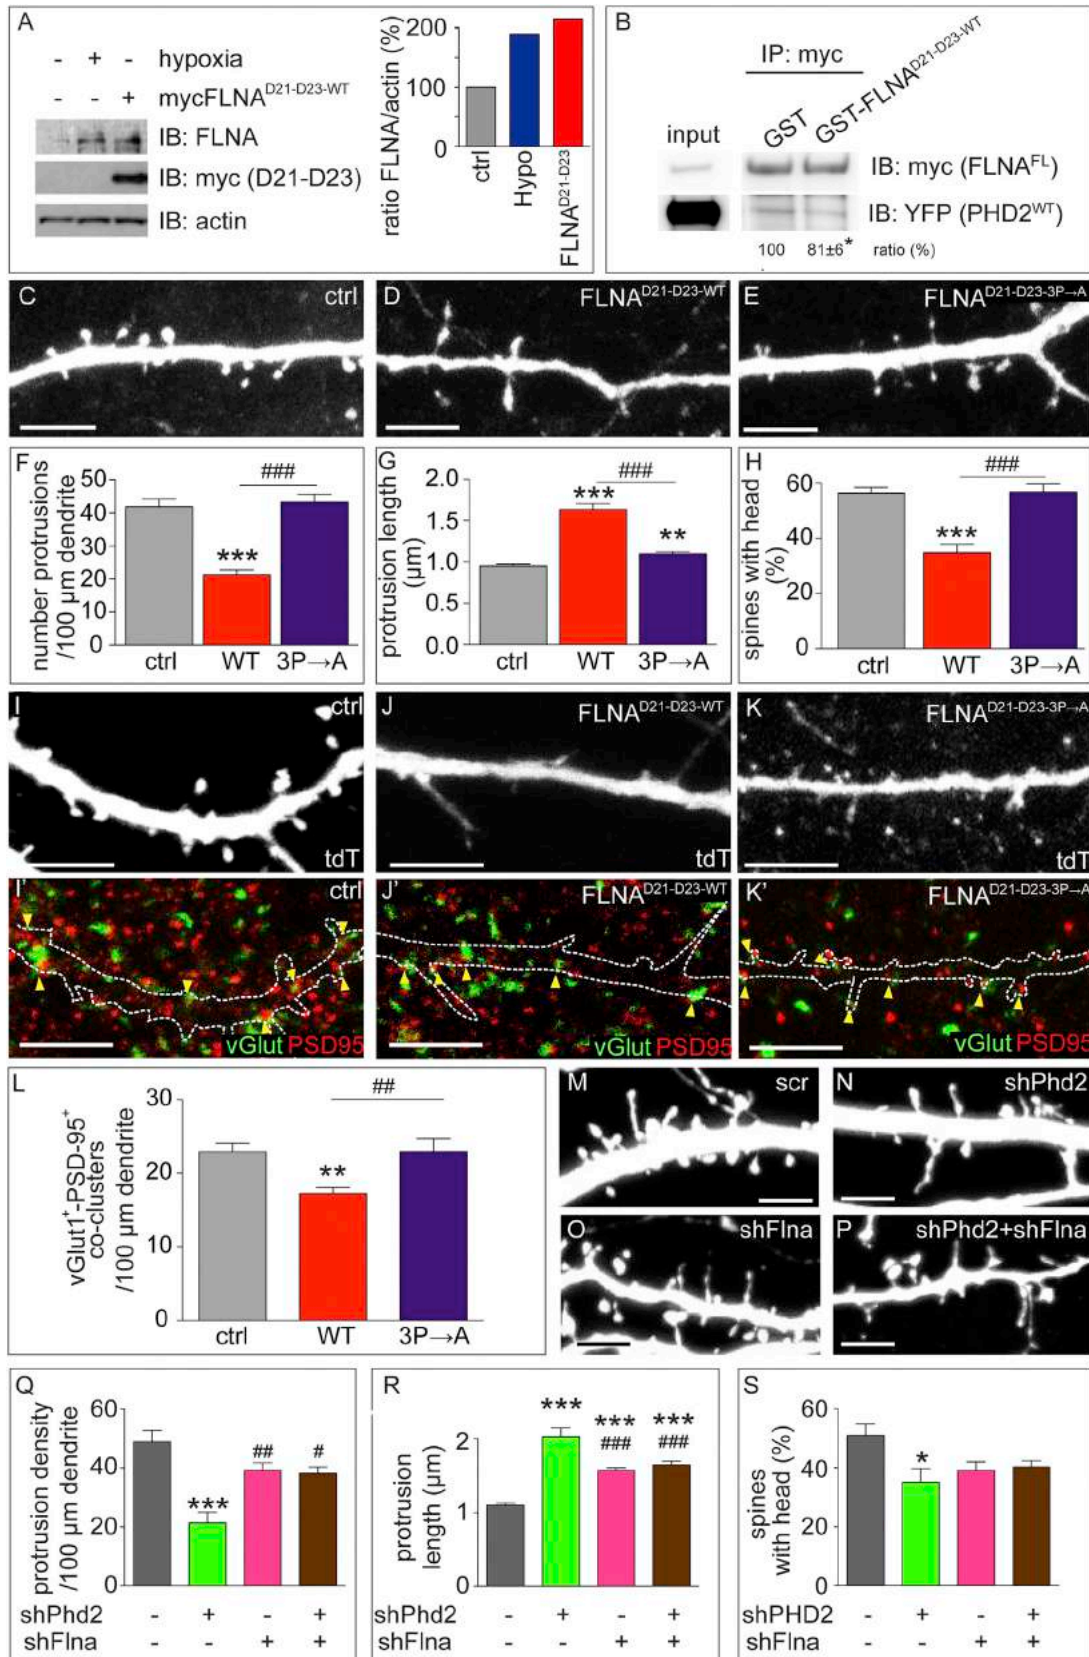 A
- + - hypoxia
- - + mycFLNA^D21-D23-WT
IB: FLNA
IB: myc (D21-D23)
IB: actin
ratio FLNA/actin (%)
200
100
0
ctrl
Hypo
FLNA^D21-D23
B
IP: myc
input
GST
GST-FLNA^D21-D23-WT
IB: myc (FLNA^FL)
IB: YFP (PHD2^WT)
100 81±6* ratio (%)
C ctrl
D FLNA^D21-D23-WT
E FLNA^D21-D23-3P→A
F
number protrusions
/100 µm dendrite
60
40
20
0
***
###
ctrl WT 3P→A
G
protrusion length
(µm)
2.0
1.5
1.0
0.0
***
###
**
ctrl WT 3P→A
H
spines with head
(%)
60
40
20
0
***
###
ctrl WT 3P→A
I ctrl
tdT
J FLNA^D21-D23-WT
tdT
K FLNA^D21-D23-3P→A
tdT
I' ctrl
vGlut PSD95
J' FLNA^D21-D23-WT
vGlut PSD95
K' FLNA^D21-D23-3P→A
vGlut PSD95
L
vGlut1⁺-PSD-95⁺
co-clusters
/100 µm dendrite
30
20
10
0
**
##
ctrl WT 3P→A
M scr
N shPhd2
O shFlna
P shPhd2+shFlna
Q
protrusion density
/100 µm dendrite
60
40
20
0
***
##
#
shPhd2 - + - +
shFlna - - + +
R
protrusion
length (µm)
2
1
0
*** *** ***
### ###
shPhd2 - + - +
shFlna - - + +
S
spines
with head (%)
60
40
20
0
*
shPHD2 - + - +
shFlna - - + +